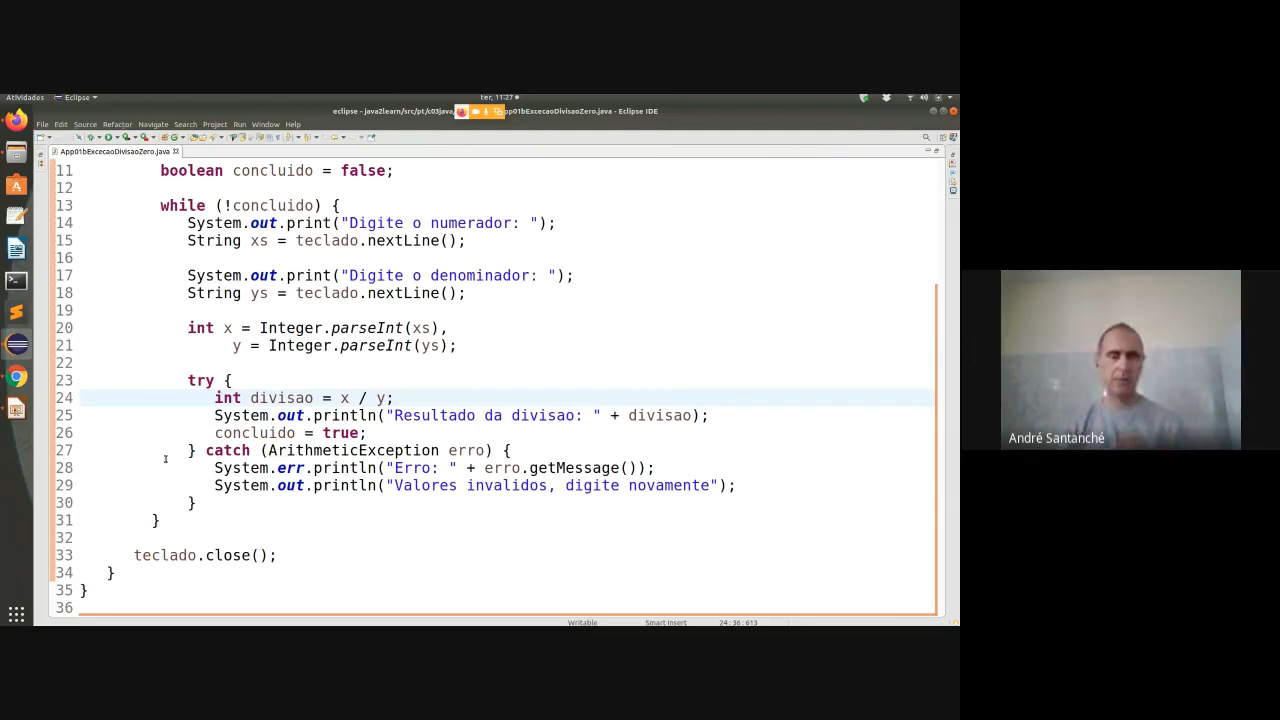 Atividades Eclipse ter, 11:27
eclipse - java2learn/src/pt/c03java pp01bExcecaoDivisaoZero.java - Eclipse IDE
File Edit Source Refactor Navigate Search Project Run Window Help
App01bExcecaoDivisaoZero.java
11 boolean concluido = false;
12
13 while (!concluido) {
14 System.out.print("Digite o numerador: ");
15 String xs = teclado.nextLine();
16
17 System.out.print("Digite o denominador: ");
18 String ys = teclado.nextLine();
19
20 int x = Integer.parseInt(xs),
21 y = Integer.parseInt(ys);
22
23 try {
24 int divisao = x / y;
25 System.out.println("Resultado da divisao: " + divisao);
26 concluido = true;
27 } catch (ArithmeticException erro) {
28 System.err.println("Erro: " + erro.getMessage());
29 System.out.println("Valores invalidos, digite novamente");
30 }
31 }
32
33 teclado.close();
34 }
35 }
36
Writable Smart Insert 24:36:613
André Santanché